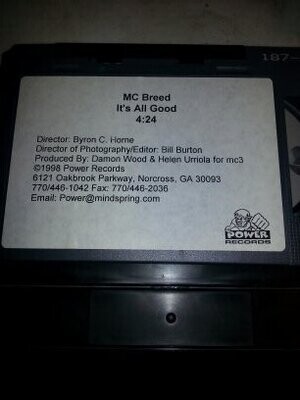 187-
MC Breed
It's All Good
4:24
Director: Byron C. Horne
Director of Photography/Editor: Bill Burton
Produced By: Damon Wood & Helen Urriola for mc3
©1998 Power Records
6121 Oakbrook Parkway, Norcross, GA 30093
770/446-1042 Fax: 770/446-2036
Email: Power@mindspring.com
POWER
RECORDS